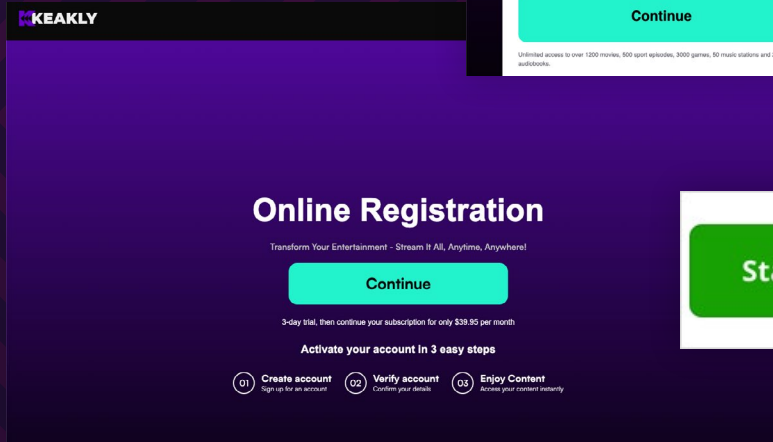 KEAKLY
Continue
Unlimited access to over 1200 movies, 500 sport episodes, 3000 games, 50 music stations and
audiobooks.
Online Registration
Transform Your Entertainment - Stream It All, Anytime, Anywhere!
Continue
3-day trial, then continue your subscription for only $39.95 per month
Activate your account in 3 easy steps
01 Create account 02 Verify account 03 Enjoy Content
Sign up for an account Confirm your details Access your content instantly